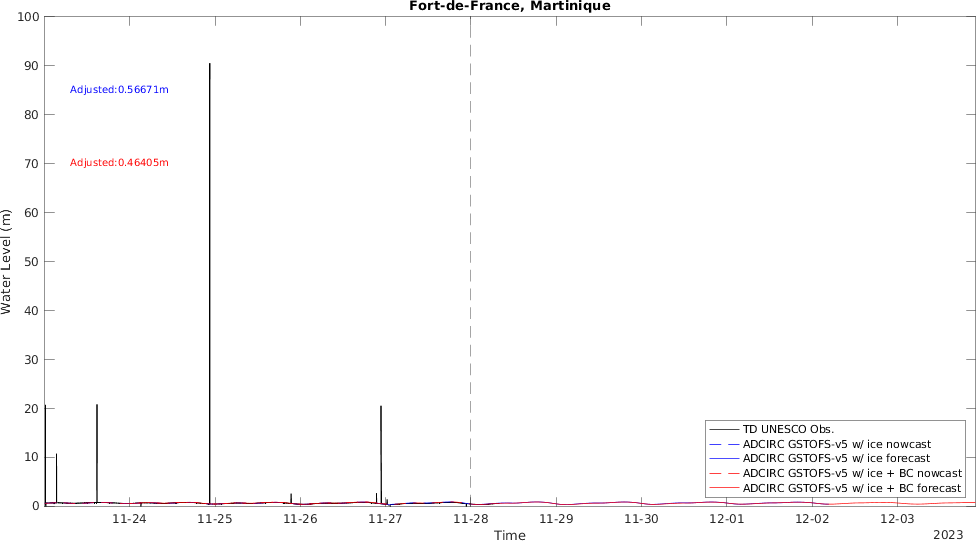 Fort-de-France, Martinique
100
90
80
70
60
50
40
30
20
10
0
Water Level (m)
Adjusted:0.56671m
Adjusted:0.46405m
TD UNESCO Obs.
ADCIRC GSTOFS-v5 w/ ice nowcast
ADCIRC GSTOFS-v5 w/ ice forecast
ADCIRC GSTOFS-v5 w/ ice + BC nowcast
ADCIRC GSTOFS-v5 w/ ice + BC forecast
11-24 11-25 11-26 11-27 11-28 11-29 11-30 12-01 12-02 12-03
Time
2023